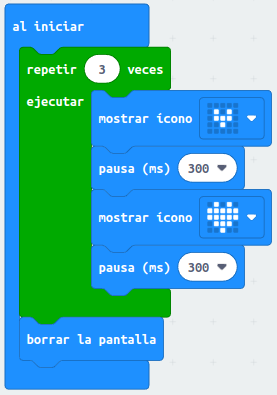 al iniciar
repetir 3 veces
ejecutar
mostrar icono
pausa (ms) 300
mostrar icono
pausa (ms) 300
borrar la pantalla